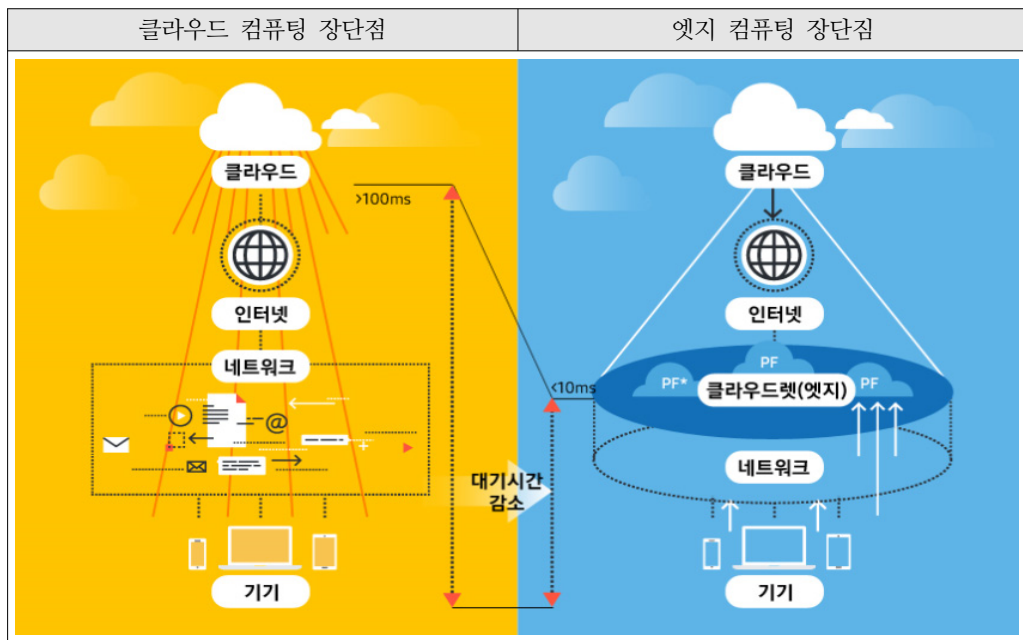 클라우드 컴퓨팅 장단점
엣지 컴퓨팅 장단짐
클라우드
>100ms
인터넷
네트워크
@
기기
대기시간
감소
클라우드
인터넷
<10ms
PF
PF*
클라우드렛(엣지)
PF
네트워크
기기